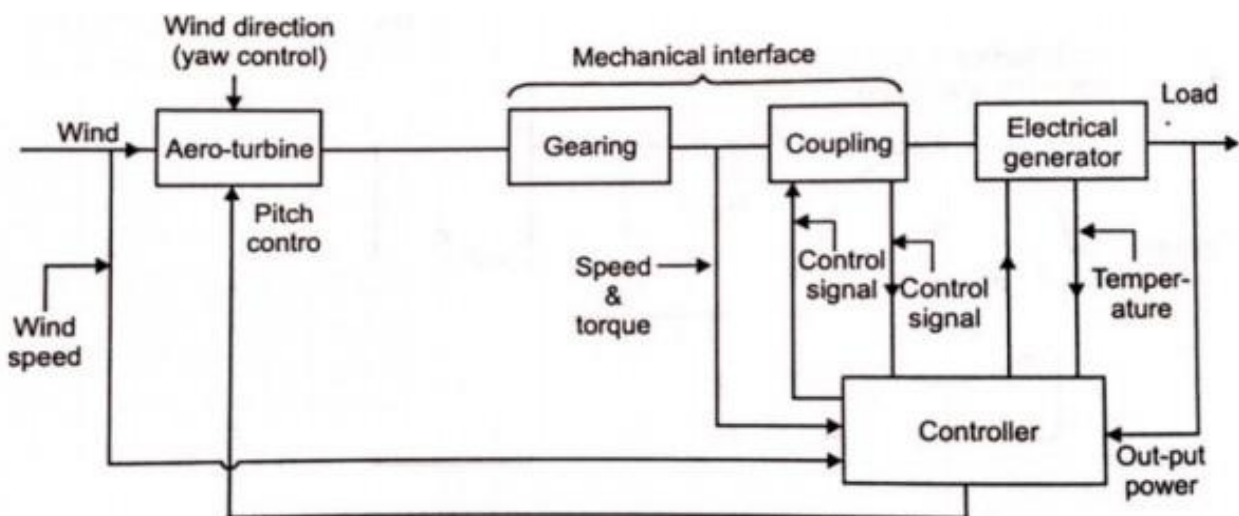 Wind direction
(yaw control)
Mechanical interface
Load
Wind
Aero-turbine
Gearing
Coupling
Electrical
generator
Pitch
contro
Speed
&
torque
Control
signal
Control
signal
Temper-
ature
Wind
speed
Controller
Out-put
power